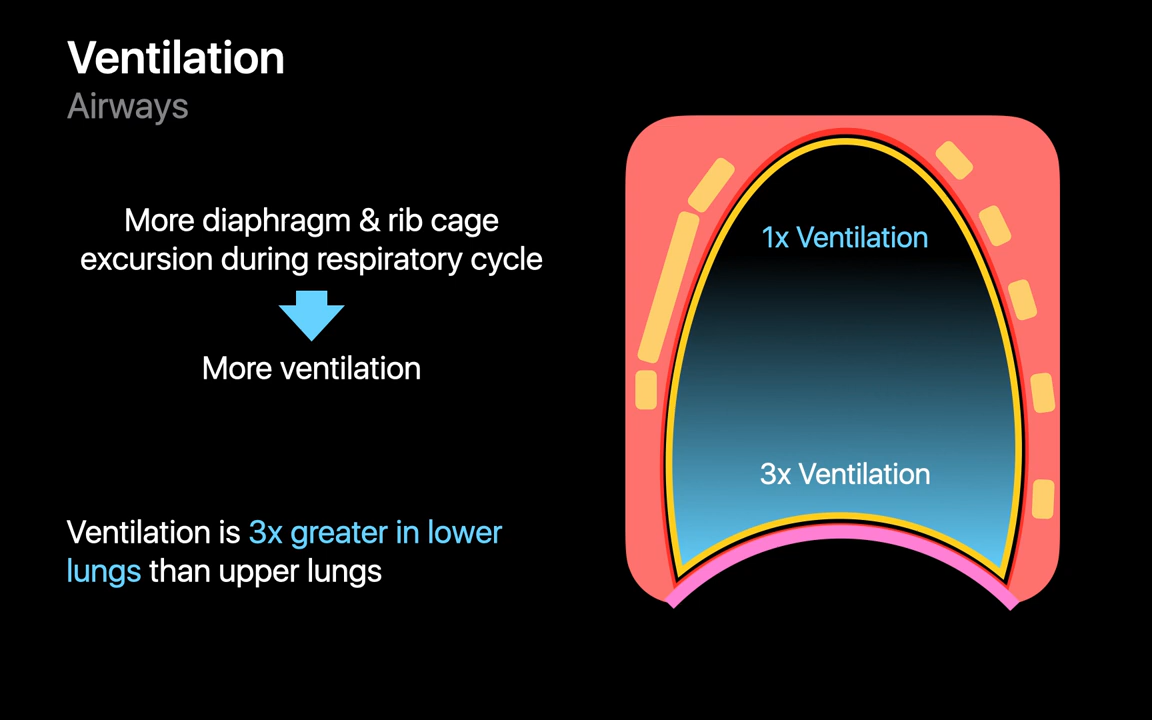 Ventilation
Airways
More diaphragm & rib cage
excursion during respiratory cycle
More ventilation
Ventilation is 3x greater in lower
lungs than upper lungs
1x Ventilation
3x Ventilation